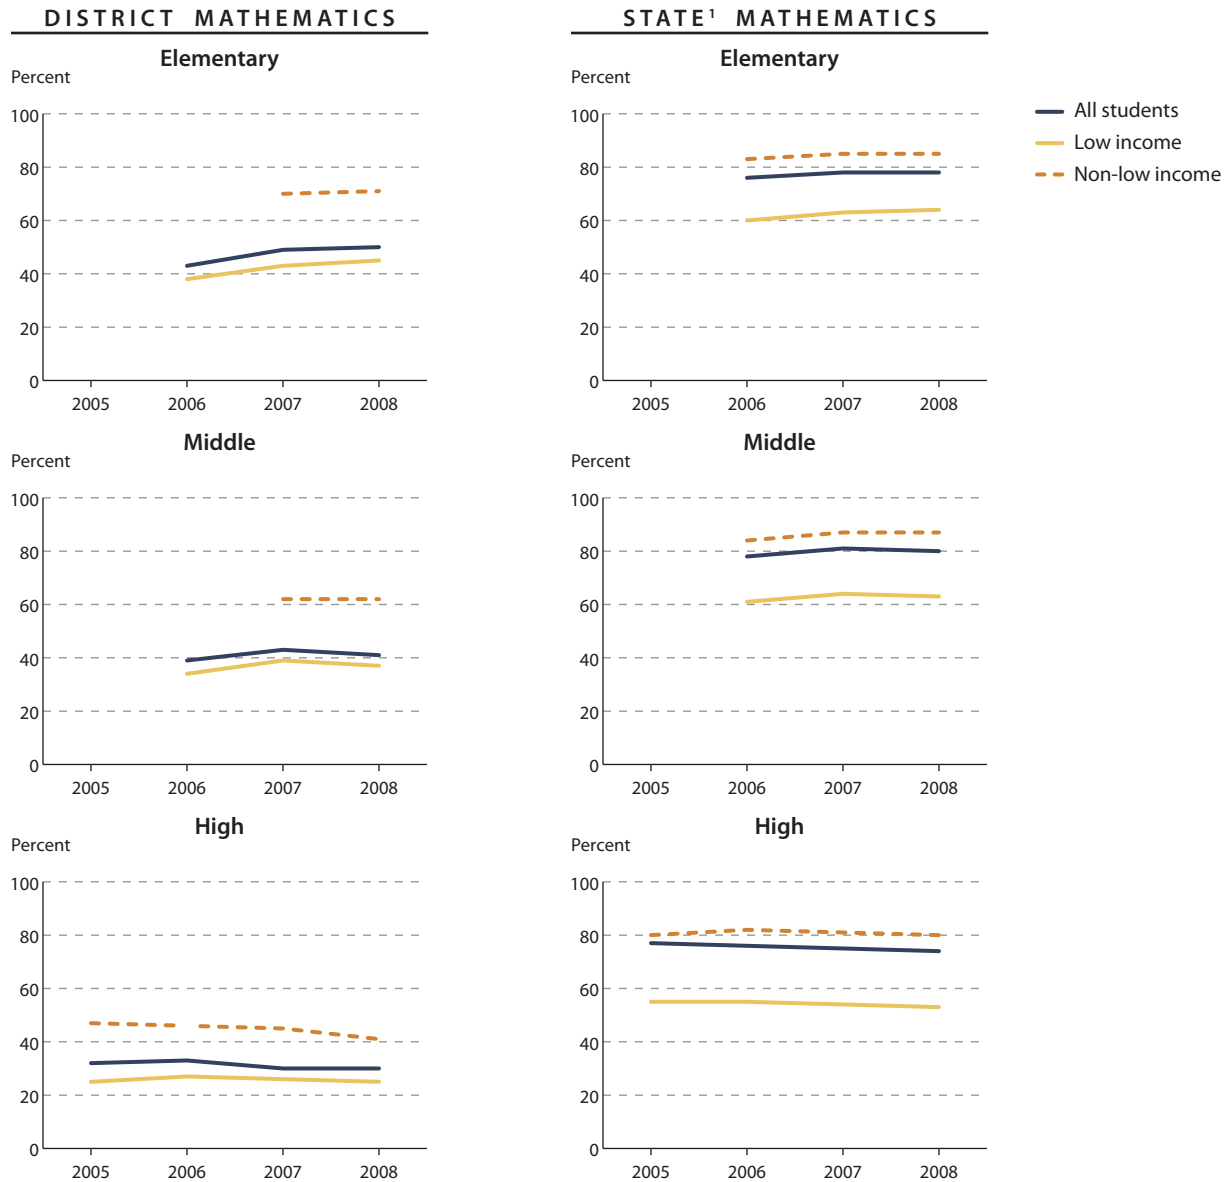 DISTRICT MATHEMATICS
Elementary
Percent
100
80
60
40
20
0
2005 2006 2007 2008
Middle
Percent
100
80
60
40
20
0
2005 2006 2007 2008
High
Percent
100
80
60
40
20
0
2005 2006 2007 2008
STATE¹ MATHEMATICS
Elementary
Percent
100
80
60
40
20
0
2005 2006 2007 2008
Middle
Percent
100
80
60
40
20
0
2005 2006 2007 2008
High
Percent
100
80
60
40
20
0
2005 2006 2007 2008
All students
Low income
Non-low income